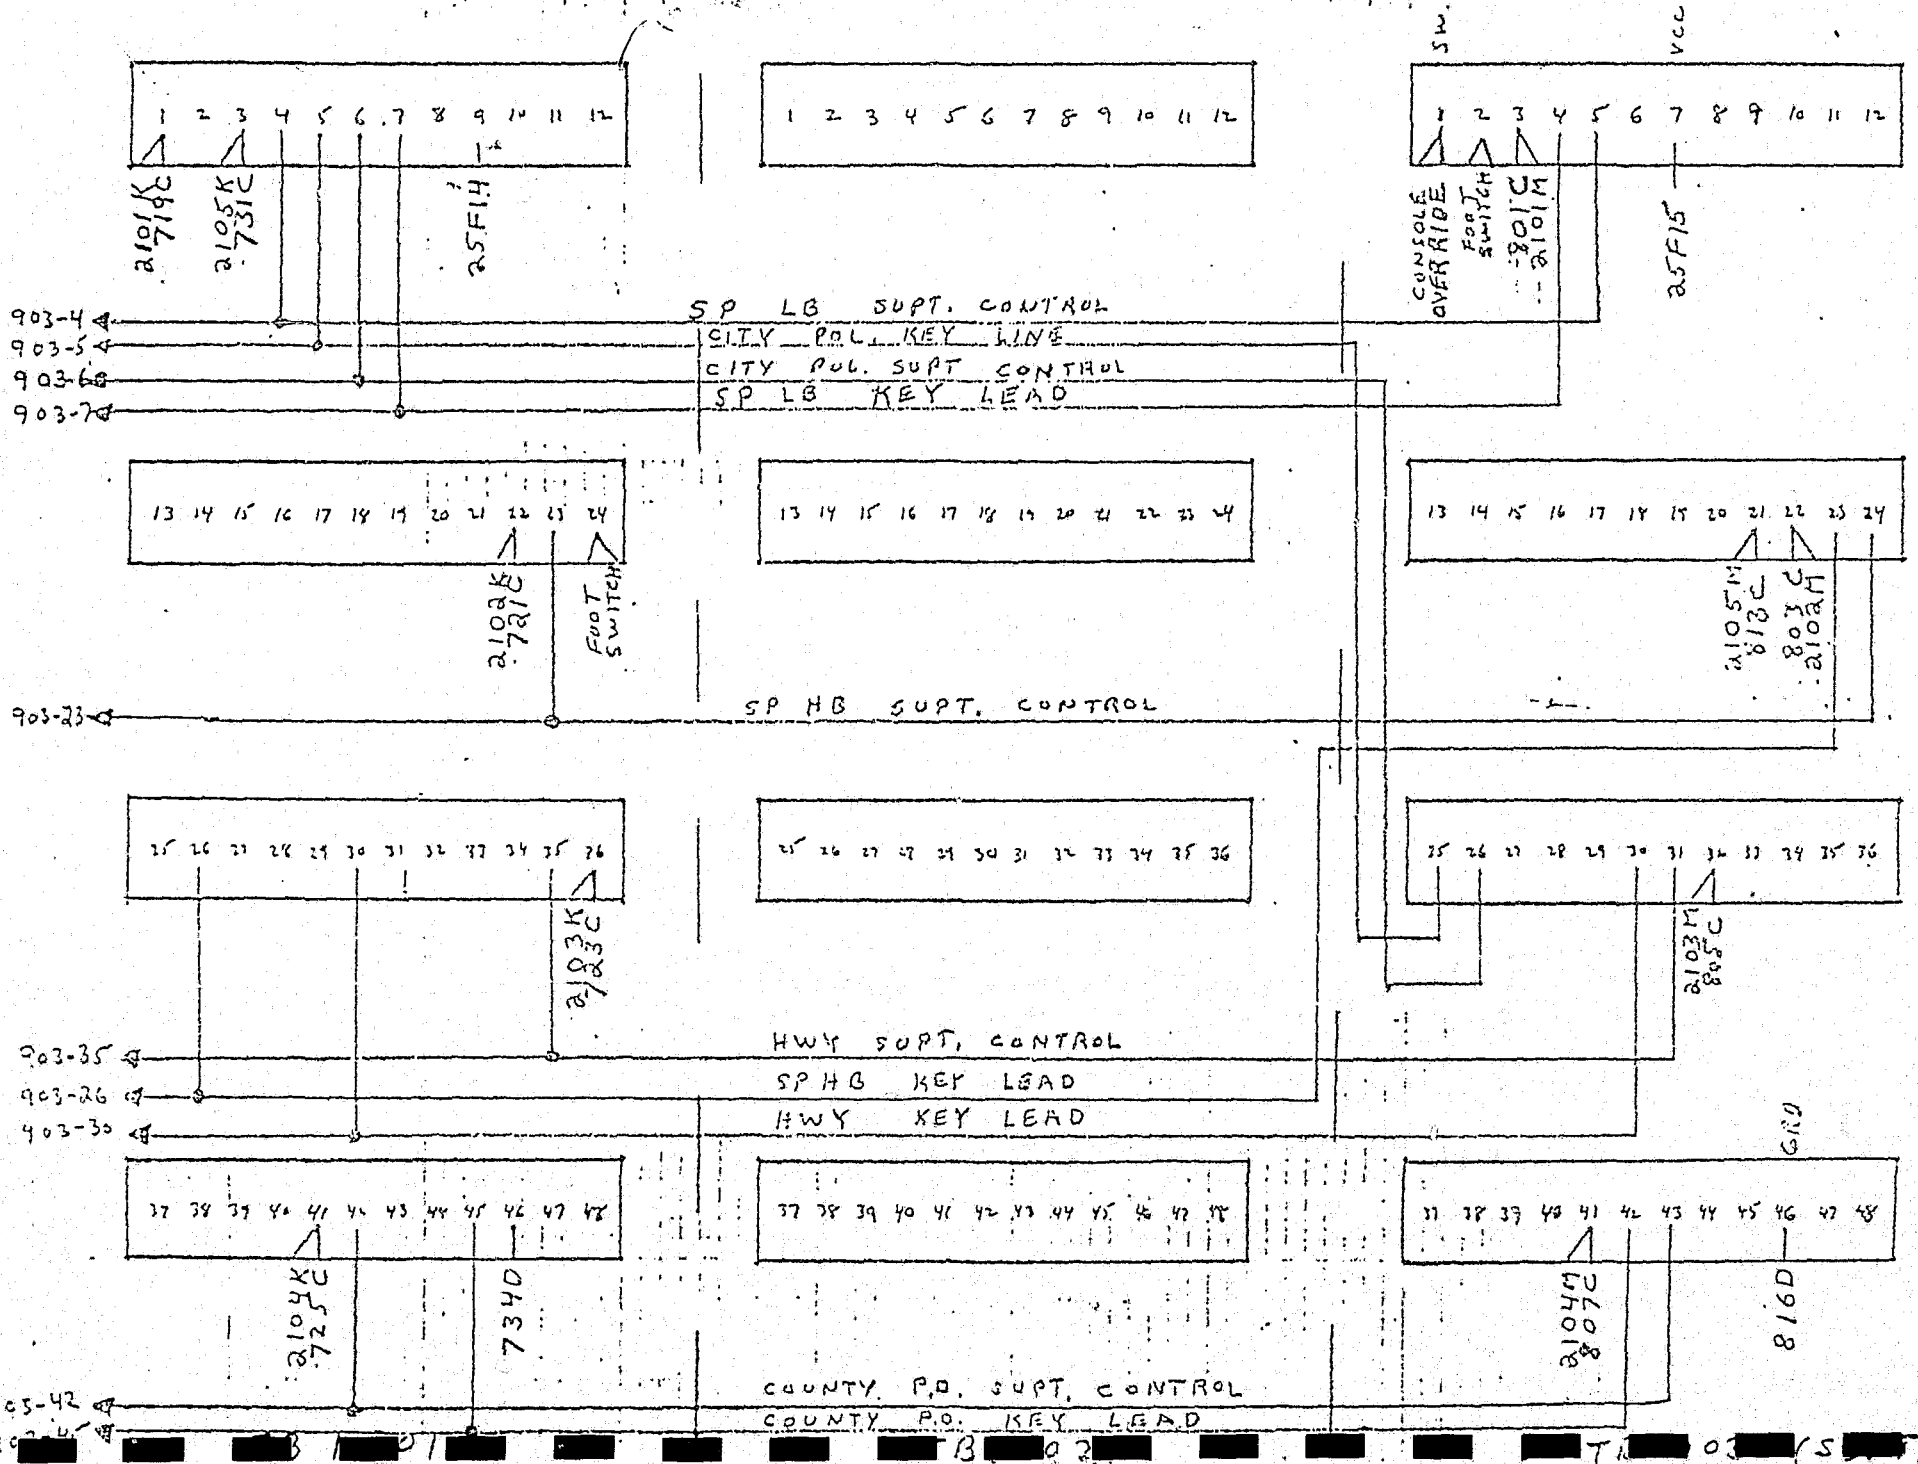 SW.
VCC
1 2 3 4 5 6 7 8 9 10 11 12
1 2 3 4 5 6 7 8 9 10 11 12
1 2 3 4 5 6 7 8 9 10 11 12
2101K
719C
2105K
731C
25F14
CONSOLE
OVERRIDE
FOOT
SWITCH
801C
2101M
25F15
903-4
SP LB SUPT. CONTROL
903-5
CITY POL. KEY LINE
903-6
CITY POL. SUPT CONTROL
903-7
SP LB KEY LEAD
13 14 15 16 17 18 19 20 21 22 23 24
13 14 15 16 17 18 19 20 21 22 23 24
13 14 15 16 17 18 19 20 21 22 23 24
2102K
721C
FOOT
SWITCH
2105M
813C
803C
2102M
903-23
SP HB SUPT. CONTROL
25 26 27 28 29 30 31 32 33 34 35 36
25 26 27 28 29 30 31 32 33 34 35 36
25 26 27 28 29 30 31 32 33 34 35 36
2103K
723C
2103M
805C
903-35
HWY SUPT. CONTROL
903-26
SP HB KEY LEAD
903-30
HWY KEY LEAD
GRD
37 38 39 40 41 42 43 44 45 46 47 48
37 38 39 40 41 42 43 44 45 46 47 48
37 38 39 40 41 42 43 44 45 46 47 48
2104K
725C
734D
2104M
807C
816D
03-42
COUNTY P.D. SUPT. CONTROL
COUNTY P.D. KEY LEAD